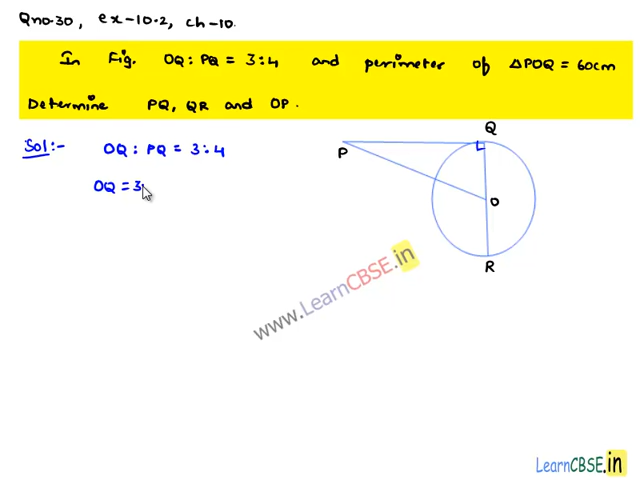 Qno.30, ex-10.2, ch-10.
In Fig. OQ : PQ = 3 : 4 and perimeter of △POQ = 60cm
Determine PQ, QR and OP.
Sol:- OQ : PQ = 3 : 4
OQ = 3
Q
P
O
R
www.LearnCBSE.in
LearnCBSE.in